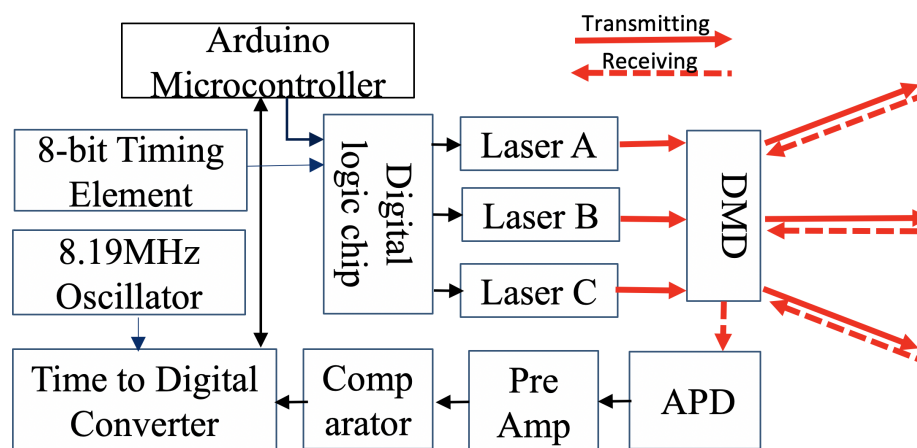 Arduino
Microcontroller
Transmitting
Receiving
8-bit Timing
Element
Digital
logic chip
Laser A
Laser B
Laser C
DMD
8.19MHz
Oscillator
Time to Digital
Converter
Comp
arator
Pre
Amp
APD